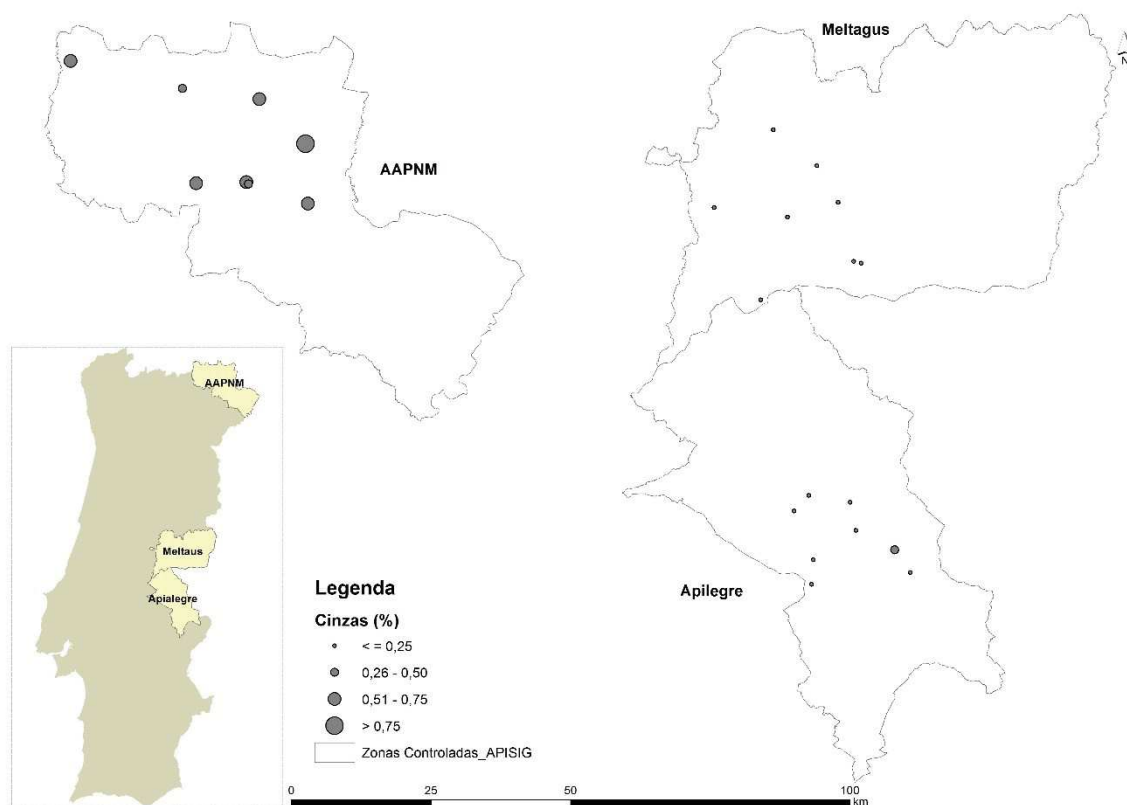 Meltagus
N
AAPNM
AAPNM
Meltaus
Apialegre
Apilegre
Legenda
Cinzas (%)
< = 0,25
0,26 - 0,50
0,51 - 0,75
> 0,75
Zonas Controladas_APISIG
0 25 50 100
km